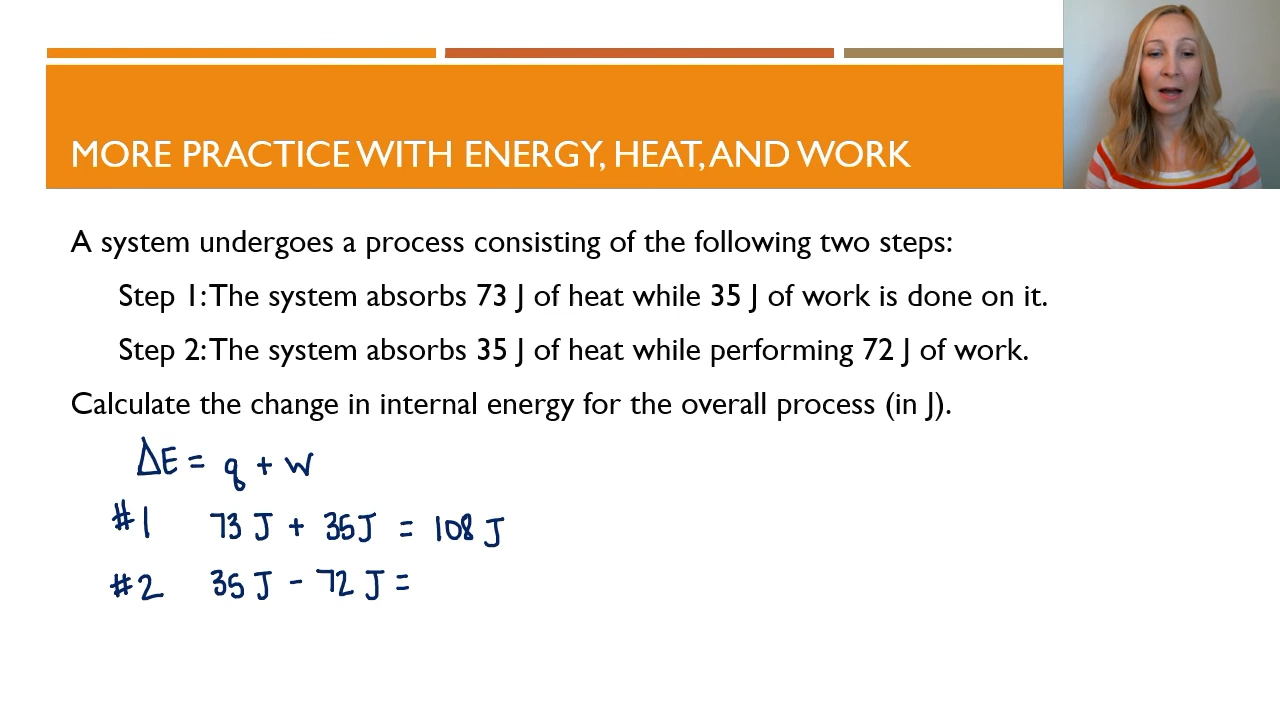 MORE PRACTICE WITH ENERGY, HEAT, AND WORK
A system undergoes a process consisting of the following two steps:
Step 1: The system absorbs 73 J of heat while 35 J of work is done on it.
Step 2: The system absorbs 35 J of heat while performing 72 J of work.
Calculate the change in internal energy for the overall process (in J).
ΔE = q + w
#1 73 J + 35 J = 108 J
#2 35 J - 72 J =